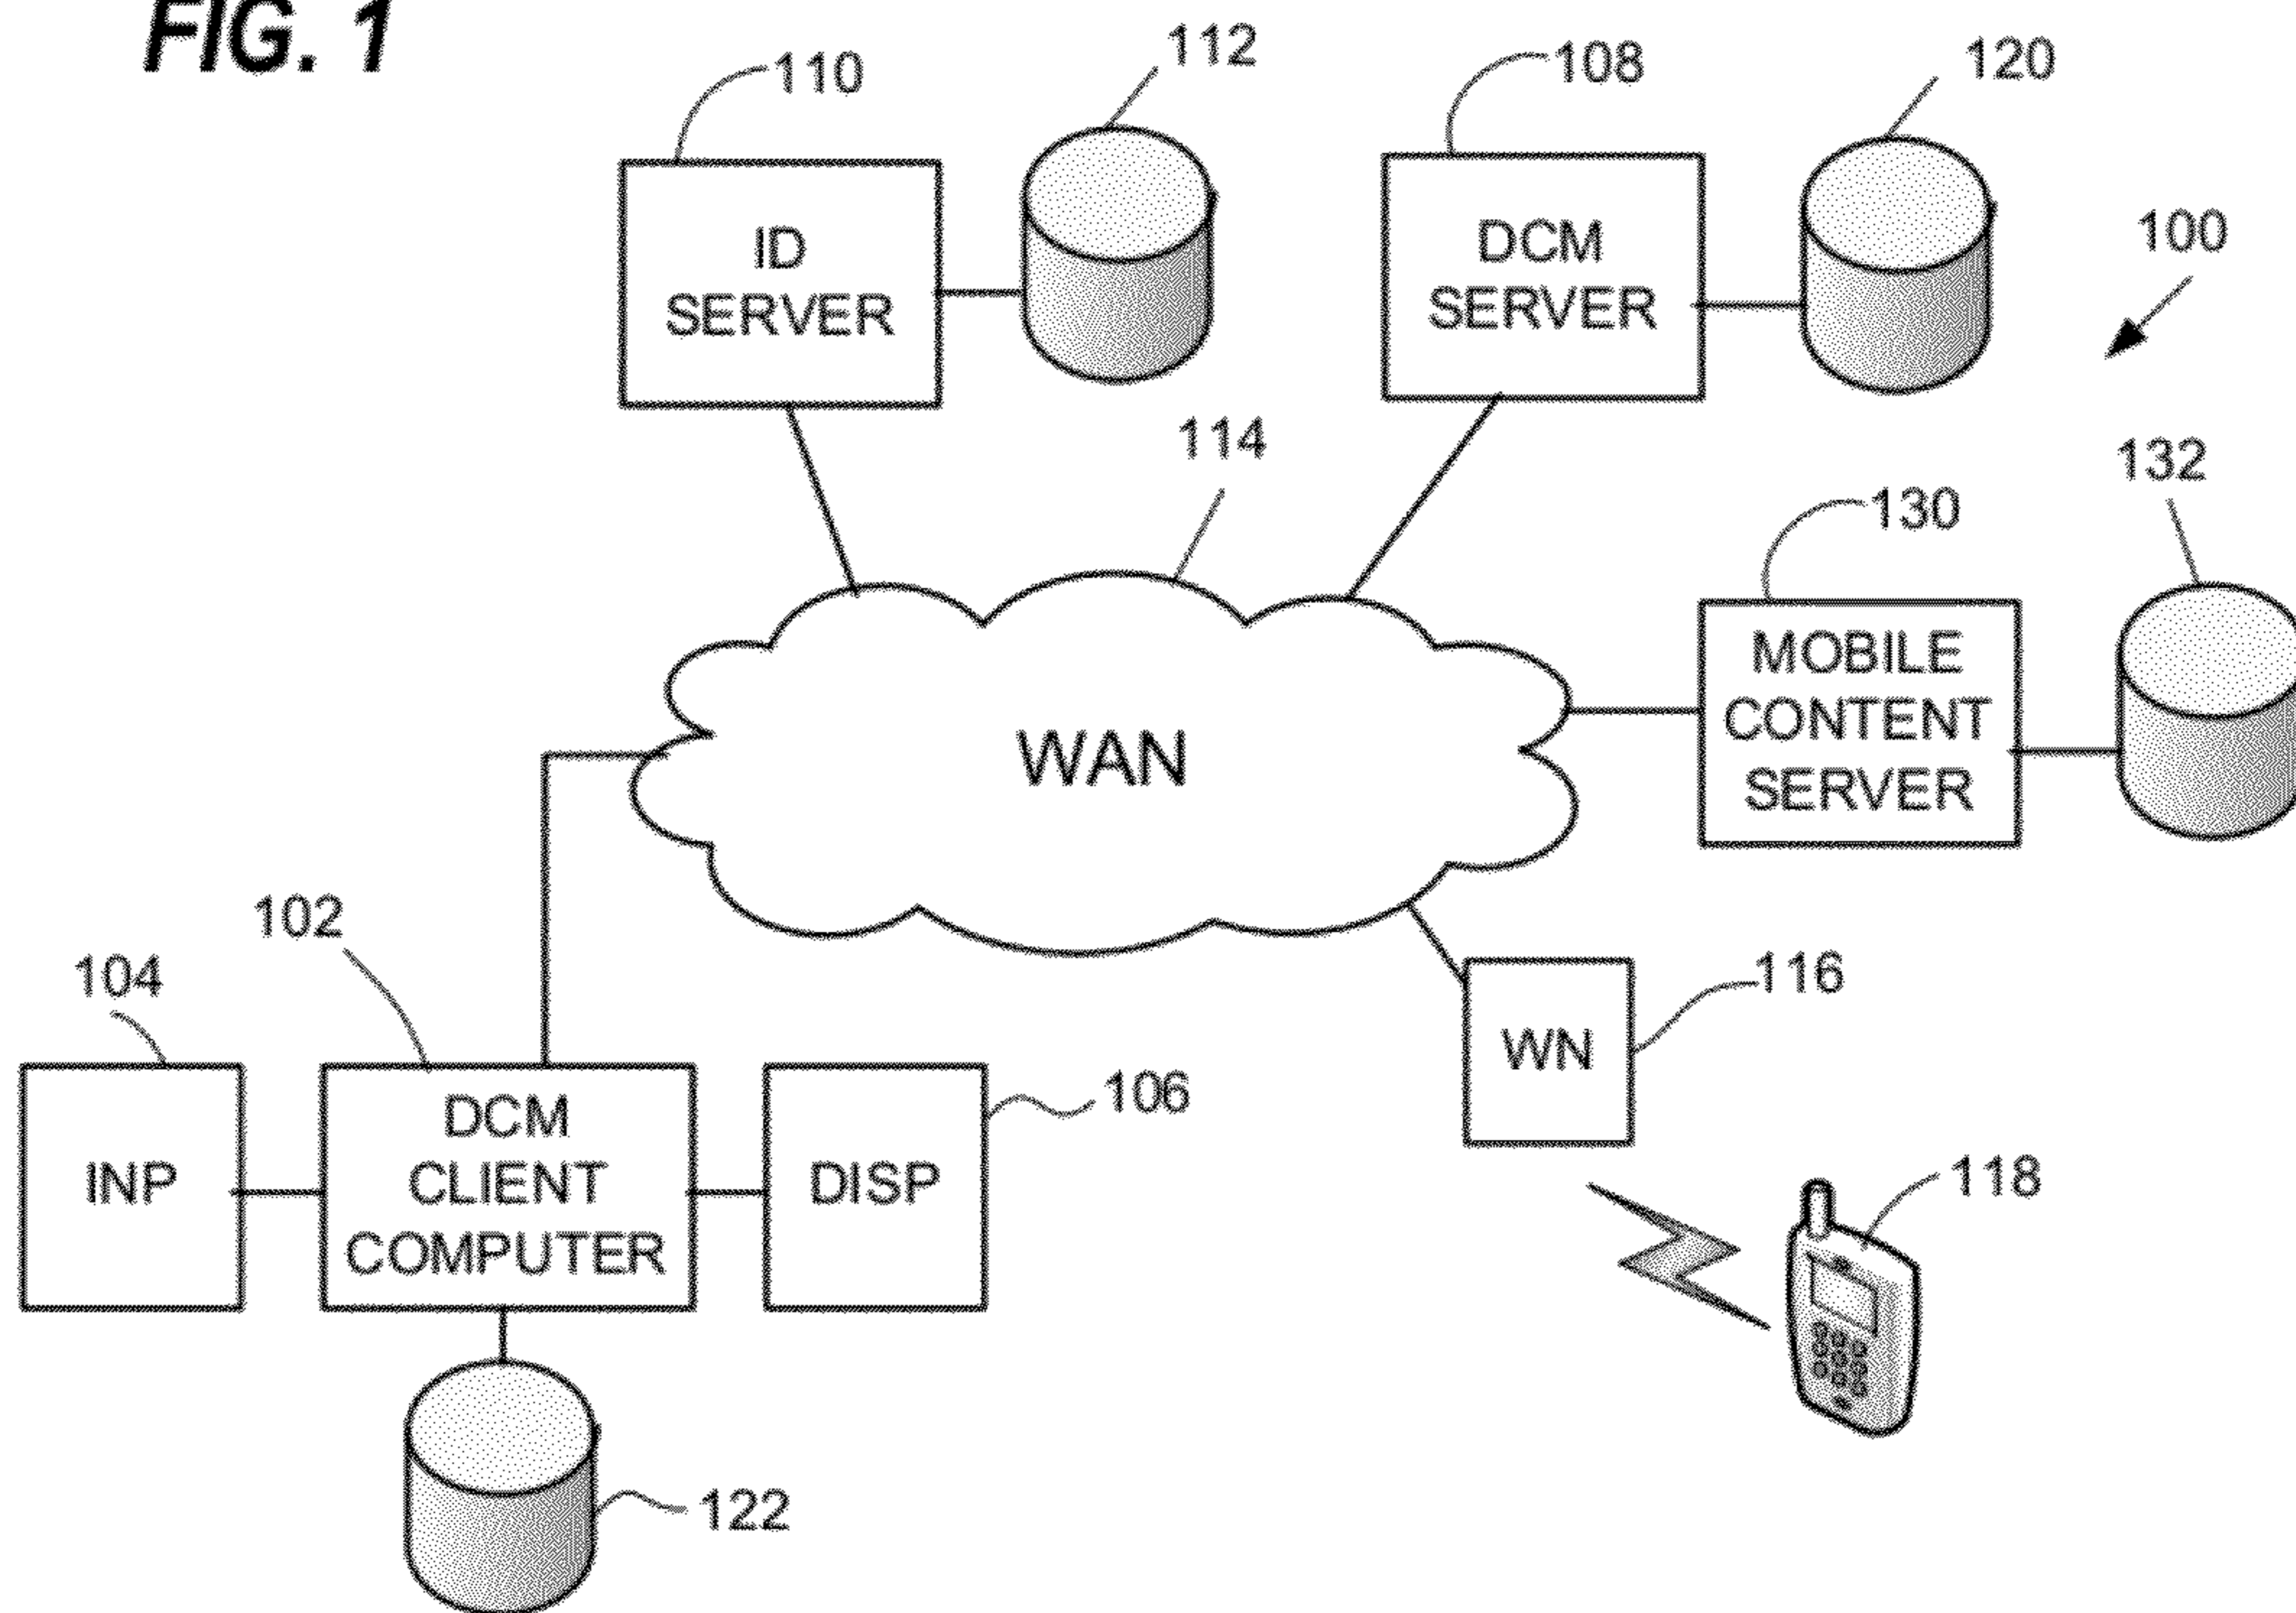 FIG. 1
110
112
108
120
ID
SERVER
DCM
SERVER
100
114
132
130
MOBILE
CONTENT
SERVER
WAN
102
104
116
WN
106
DCM
CLIENT
COMPUTER
INP
DISP
118
122